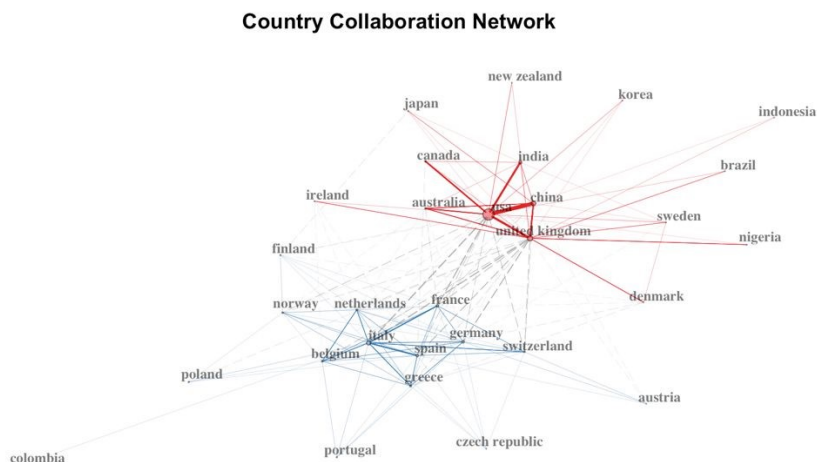 Country Collaboration Network
new zealand
japan
korea
indonesia
canada
india
brazil
ireland
australia
usa
china
sweden
united kingdom
nigeria
finland
denmark
norway
netherlands
france
italy
germany
belgium
spain
switzerland
poland
greece
austria
portugal
czech republic
colombia